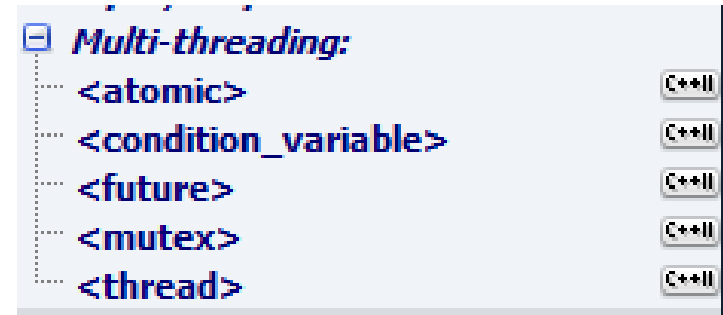 Multi-threading:
<atomic> C++11
<condition_variable> C++11
<future> C++11
<mutex> C++11
<thread> C++11